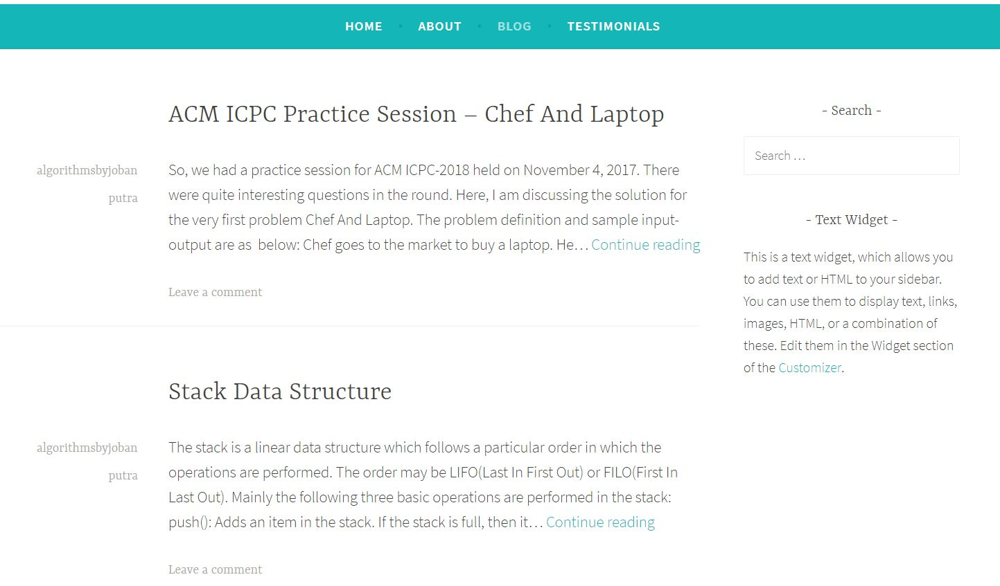 HOME · ABOUT · BLOG · TESTIMONIALS
ACM ICPC Practice Session – Chef And Laptop
algorithmsbyjoban
putra
So, we had a practice session for ACM ICPC-2018 held on November 4, 2017. There
were quite interesting questions in the round. Here, I am discussing the solution for
the very first problem Chef And Laptop. The problem definition and sample input-
output are as  below: Chef goes to the market to buy a laptop. He… Continue reading
Leave a comment
Stack Data Structure
algorithmsbyjoban
putra
The stack is a linear data structure which follows a particular order in which the
operations are performed. The order may be LIFO(Last In First Out) or FILO(First In
Last Out). Mainly the following three basic operations are performed in the stack:
push(): Adds an item in the stack. If the stack is full, then it… Continue reading
Leave a comment
- Search -
Search …
- Text Widget -
This is a text widget, which allows you
to add text or HTML to your sidebar.
You can use them to display text, links,
images, HTML, or a combination of
these. Edit them in the Widget section
of the Customizer.